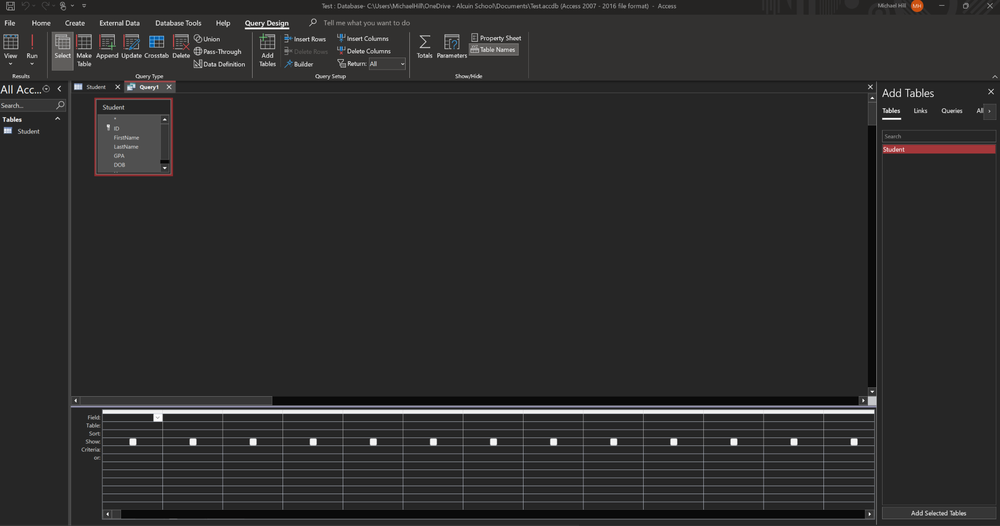 Test : Database- C:\Users\MichaelHill\OneDrive - Alcuin School\Documents\Test.accdb (Access 2007 - 2016 file format) - Access
Michael Hill MH
File Home Create External Data Database Tools Help Query Design Tell me what you want to do
View
Run
Select
Make Table
Append
Update
Crosstab
Delete
Union
Pass-Through
Data Definition
Add Tables
Insert Rows
Delete Rows
Builder
Insert Columns
Delete Columns
Return: All
Totals
Parameters
Property Sheet
XYZ Table Names
Results
Query Type
Query Setup
Show/Hide
All Acc...
Search...
Tables
Student
Student
Query1
Student
*
ID
FirstName
LastName
GPA
DOB
Field:
Table:
Sort:
Show:
Criteria:
or:
Add Tables
Tables Links Queries All
Search
Student
Add Selected Tables